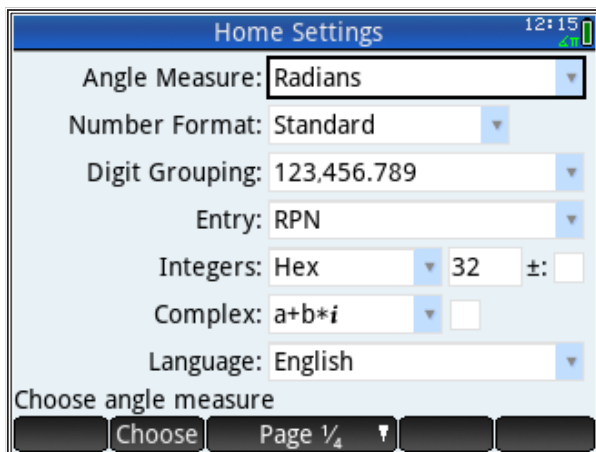 Home Settings 12:15
∡π
Angle Measure: Radians
Number Format: Standard
Digit Grouping: 123,456.789
Entry: RPN
Integers: Hex 32 ±:
Complex: a+b*i
Language: English
Choose angle measure
Choose Page ¼